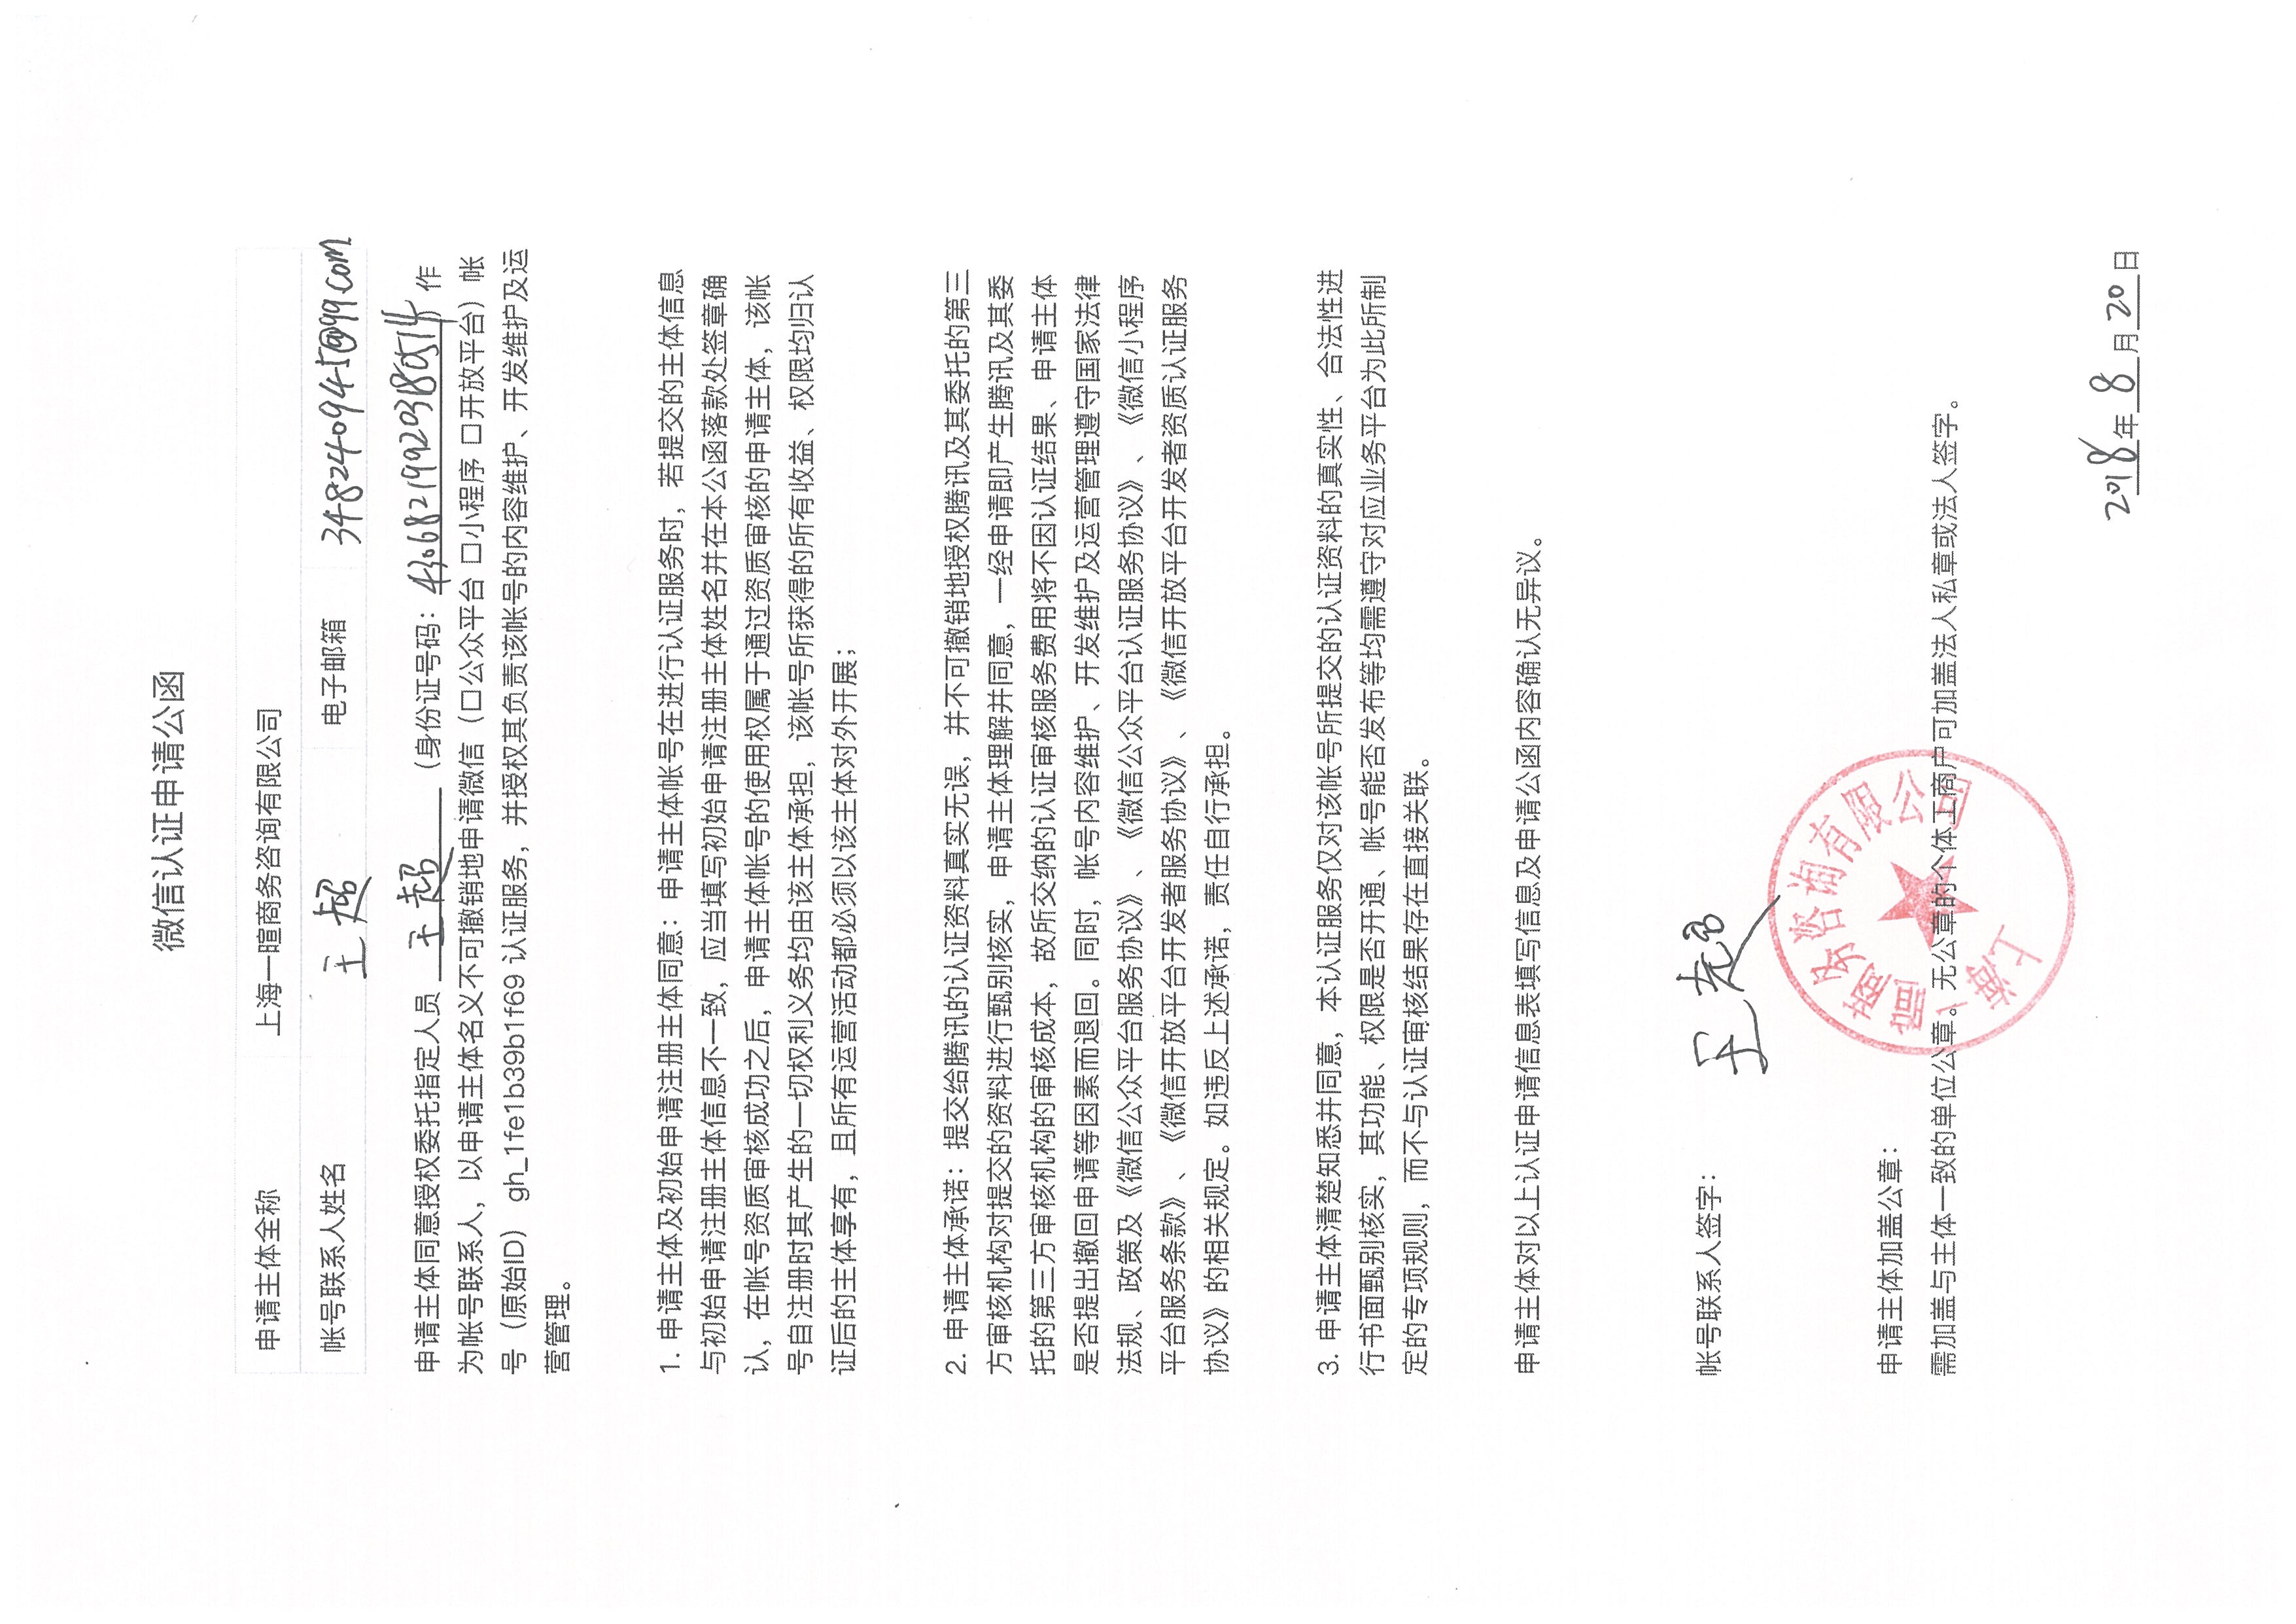 微信认证申请公函
申请主体全称 上海一暄商务咨询有限公司
帐号联系人姓名 王超 电子邮箱 348240945@qq.com
申请主体同意授权委托指定人员 王超 (身份证号码: 430682199203180514 作
为帐号联系人，以申请主体名义不可撤销地申请微信（口公众平台 口小程序 口开放平台）帐
号（原始ID） gh_1fe1b39b1f69 认证服务，并授权其负责该帐号的内容维护、开发维护及运
营管理。
1. 申请主体及初始申请注册主体同意：申请主体帐号在进行认证服务时，若提交的主体信息
与初始申请注册主体信息不一致，应当填写初始申请注册主体姓名并在本公函落款处签章确
认，在帐号资质审核成功之后，申请主体帐号的使用权属于通过资质审核的申请主体，该帐
号自注册时其产生的一切权利义务均由该主体承担，该帐号所获得的所有收益、权限均归认
证后的主体享有，且所有运营活动都必须以该主体对外开展；
2. 申请主体承诺：提交给腾讯的认证资料真实无误，并不可撤销地授权腾讯及其委托的第三
方审核机构对提交的资料进行甄别核实，申请主体理解并同意，一经申请即产生腾讯及其委
托的第三方审核机构的审核成本，故所交纳的认证审核服务费用将不因认证结果、申请主体
是否提出撤回申请等因素而退回。同时，帐号内容维护、开发维护及运营管理遵守国家法律
法规、政策及《微信公众平台服务协议》、《微信公众平台认证服务协议》、《微信小程序
平台服务条款》、《微信开放平台开发者服务协议》、《微信开放平台开发者资质认证服务
协议》的相关规定。如违反上述承诺，责任自行承担。
3. 申请主体清楚知悉并同意，本认证服务仅对该帐号所提交的认证资料的真实性、合法性进
行书面甄别核实，其功能、权限是否开通、帐号能否发布等均需遵守对应业务平台为此所制
定的专项规则，而不与认证审核结果存在直接关联。
申请主体对以上认证申请信息表填写信息及申请公函内容确认无异议。
帐号联系人签字： 王超
申请主体加盖公章：
需加盖与主体一致的单位公章。无公章的个体工商户可加盖法人私章或法人签字。
上海一暄商务咨询有限公司
2018年8月20日